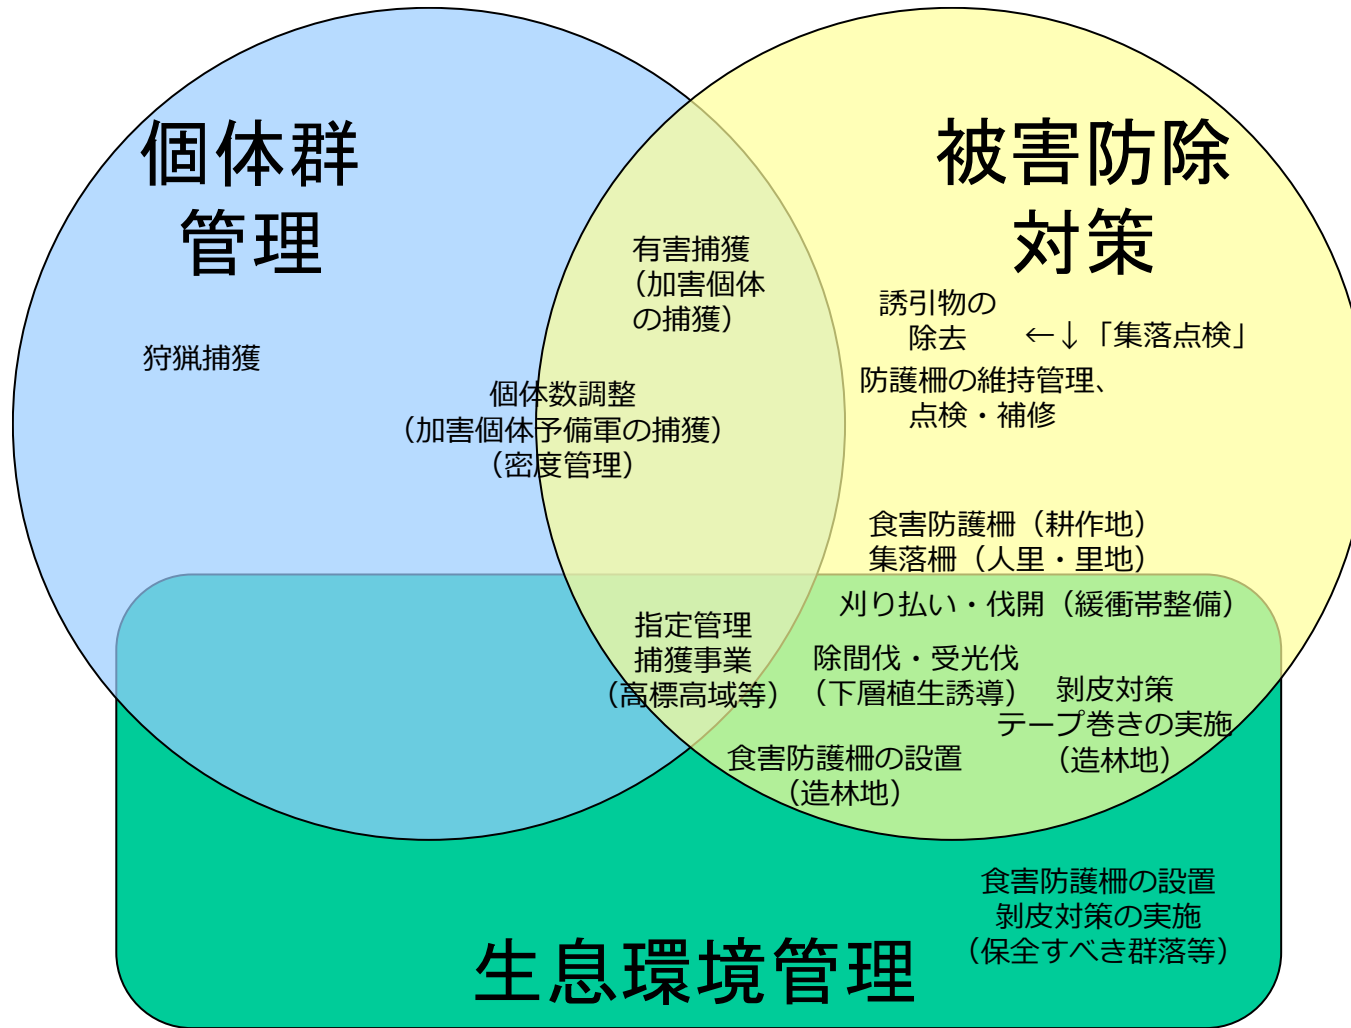 個体群
管理
被害防除
対策
有害捕獲
（加害個体
の捕獲）
誘引物の
除去
←↓「集落点検」
狩猟捕獲
防護柵の維持管理、
点検・補修
個体数調整
（加害個体予備軍の捕獲）
（密度管理）
食害防護柵（耕作地）
集落柵（人里・里地）
刈り払い・伐開（緩衝帯整備）
指定管理
捕獲事業
（高標高域等）
除間伐・受光伐
（下層植生誘導）
剝皮対策
テープ巻きの実施
（造林地）
食害防護柵の設置
（造林地）
食害防護柵の設置
剝皮対策の実施
（保全すべき群落等）
生息環境管理